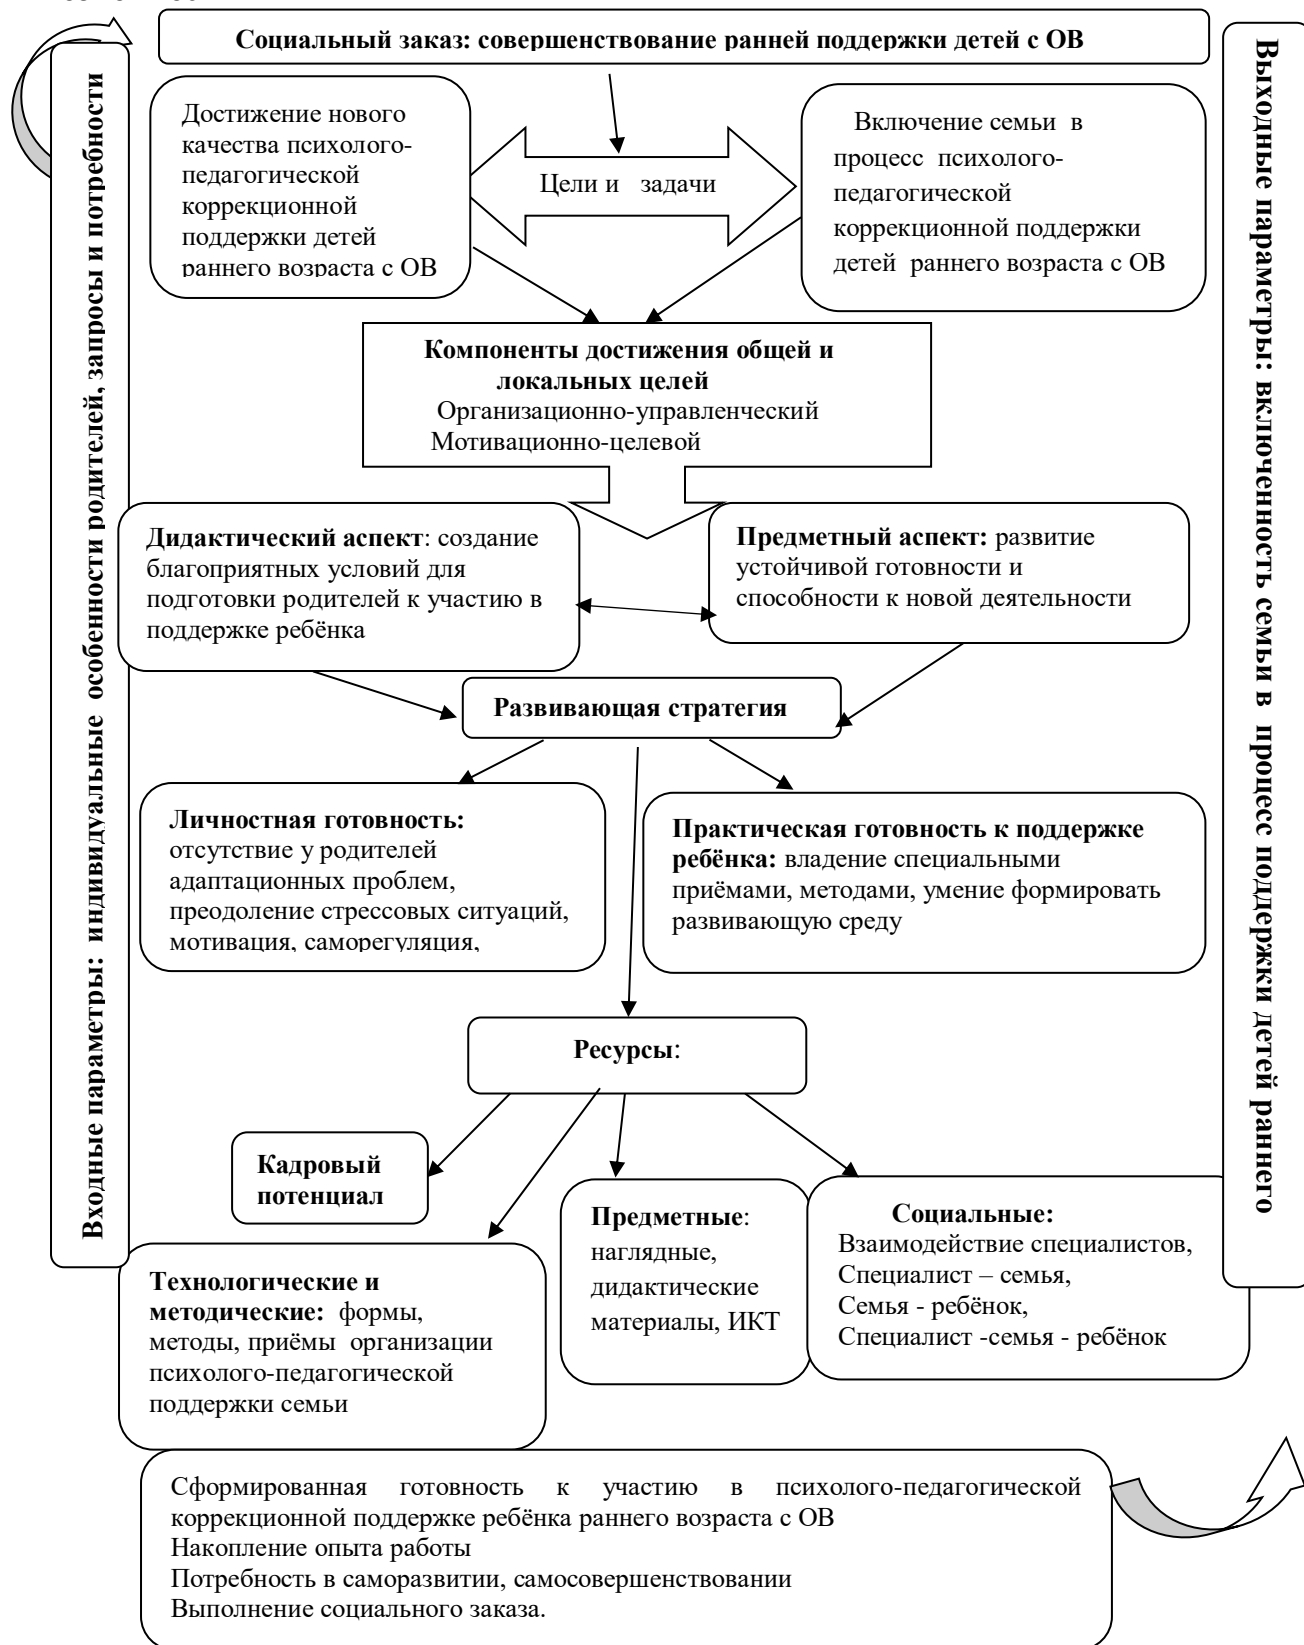 Социальный заказ: совершенствование ранней поддержки детей с ОВ
Входные параметры: индивидуальные особенности родителей, запросы и потребности
Выходные параметры: включенность семьи в процесс поддержки детей раннего
Достижение нового
качества психолого-
педагогической
коррекционной
поддержки детей
раннего возраста с ОВ
Цели и задачи
Включение семьи в
процесс психолого-
педагогической
коррекционной поддержки
детей раннего возраста с ОВ
Компоненты достижения общей и
локальных целей
Организационно-управленческий
Мотивационно-целевой
Дидактический аспект: создание
благоприятных условий для
подготовки родителей к участию в
поддержке ребёнка
Предметный аспект: развитие
устойчивой готовности и
способности к новой деятельности
Развивающая стратегия
Личностная готовность:
отсутствие у родителей
адаптационных проблем,
преодоление стрессовых ситуаций,
мотивация, саморегуляция,
Практическая готовность к поддержке
ребёнка: владение специальными
приёмами, методами, умение формировать
развивающую среду
Ресурсы:
Кадровый
потенциал
Технологические и
методические: формы,
методы, приёмы организации
психолого-педагогической
поддержки семьи
Предметные:
наглядные,
дидактические
материалы, ИКТ
Социальные:
Взаимодействие специалистов,
Специалист – семья,
Семья - ребёнок,
Специалист -семья - ребёнок
Сформированная готовность к участию в психолого-педагогической
коррекционной поддержке ребёнка раннего возраста с ОВ
Накопление опыта работы
Потребность в саморазвитии, самосовершенствовании
Выполнение социального заказа.